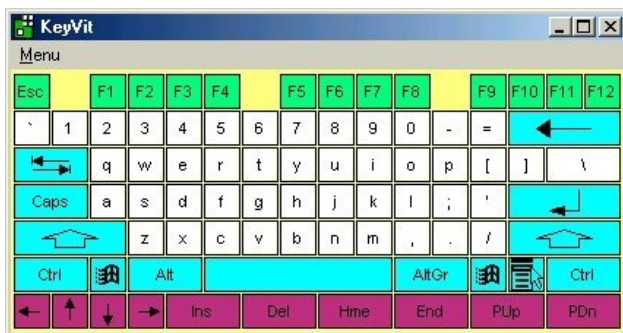 KeyVit
Menu
Esc F1 F2 F3 F4 F5 F6 F7 F8 F9 F10 F11 F12
` 1 2 3 4 5 6 7 8 9 0 - =
q w e r t y u i o p [ ] \
Caps a s d f g h j k l ; '
z x c v b n m , . /
Ctrl Alt AltGr Ctrl
Ins Del Hme End PUp PDn